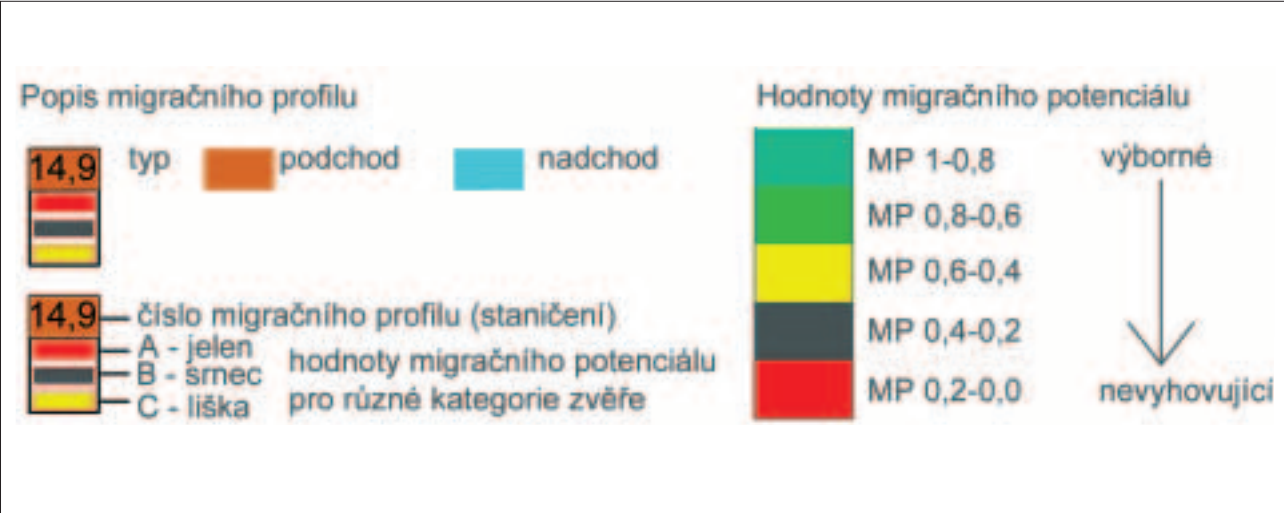 Popis migračního profilu
14,9 typ podchod nadchod
14,9 číslo migračního profilu (staničení)
A - jelen
B - srnec
C - liška
hodnoty migračního potenciálu
pro různé kategorie zvěře
Hodnoty migračního potenciálu
MP 1-0,8 výborné
MP 0,8-0,6
MP 0,6-0,4
MP 0,4-0,2
MP 0,2-0,0 nevyhovující